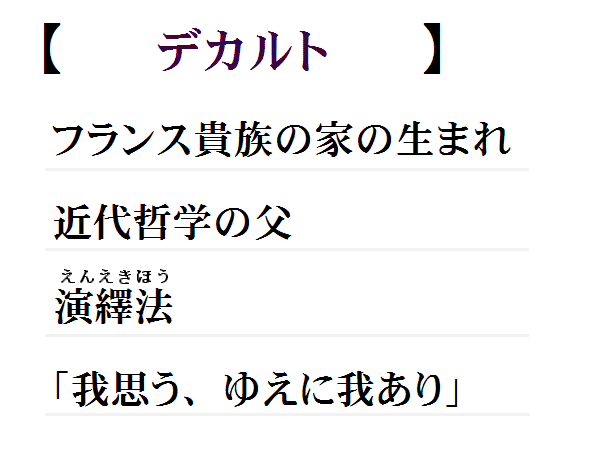 【　　デカルト　　】
フランス貴族の家の生まれ
近代哲学の父
えんえきほう
演繹法
「我思う、ゆえに我あり」